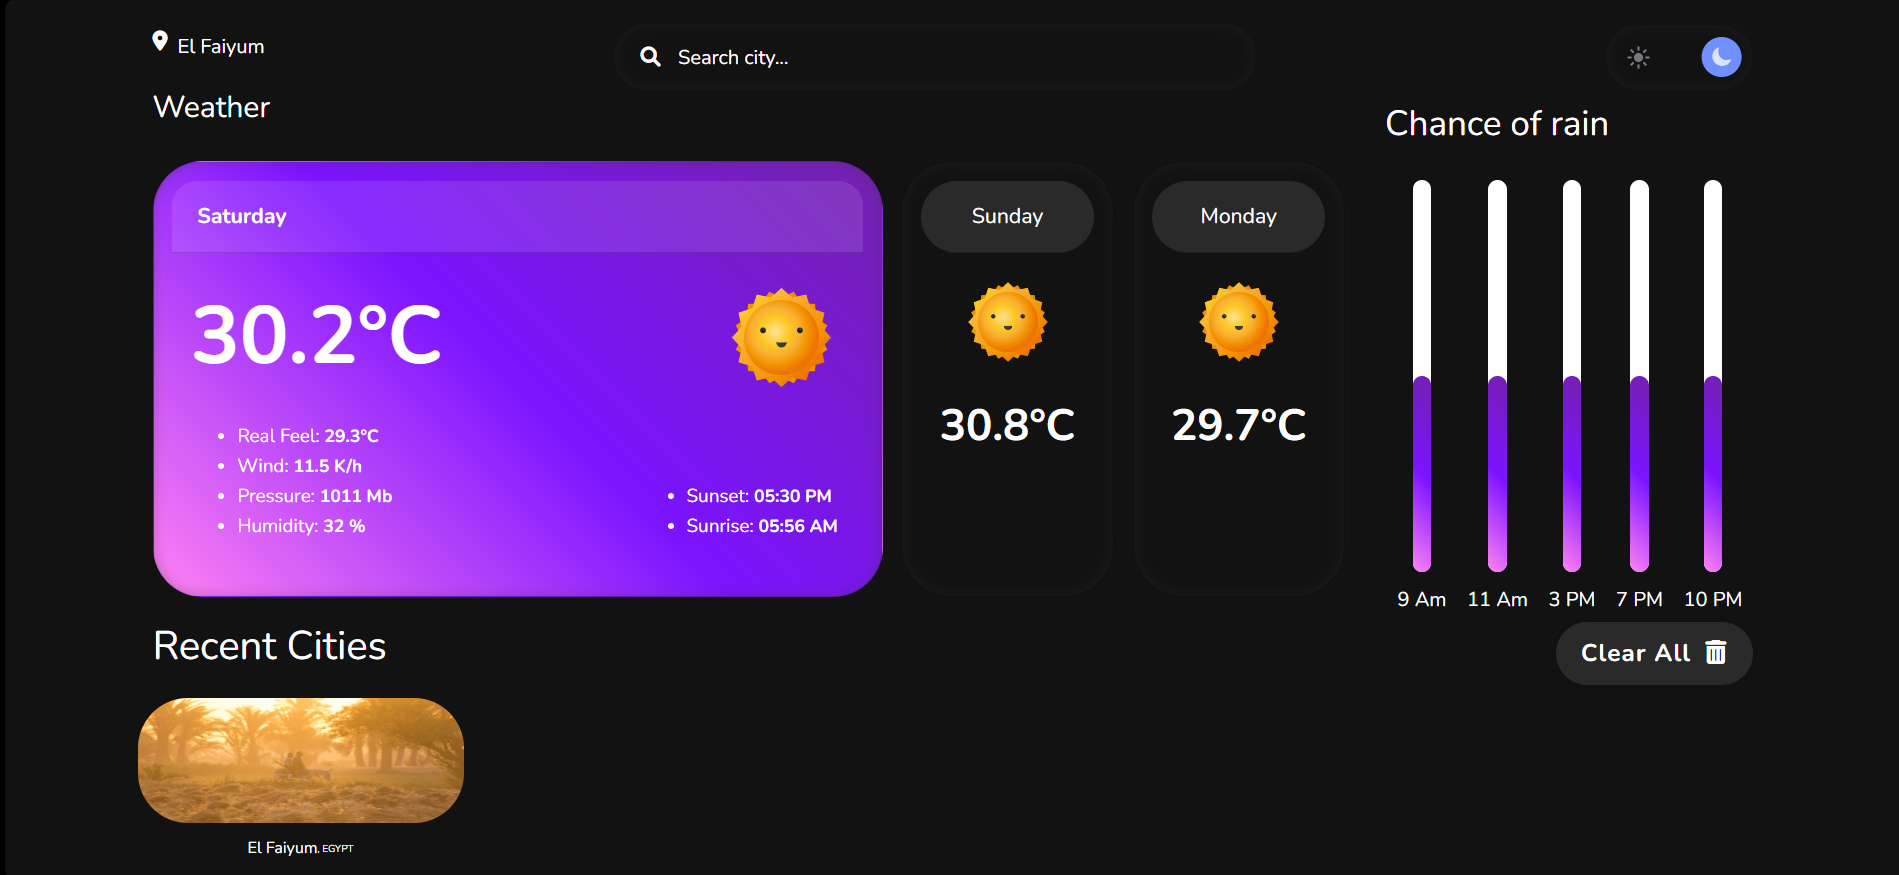 El Faiyum
Search city...
Weather
Chance of rain
Saturday
30.2°C
Real Feel: 29.3°C
Wind: 11.5 K/h
Pressure: 1011 Mb
Humidity: 32 %
Sunset: 05:30 PM
Sunrise: 05:56 AM
Sunday
30.8°C
Monday
29.7°C
9 Am
11 Am
3 PM
7 PM
10 PM
Recent Cities
Clear All
El Faiyum, EGYPT